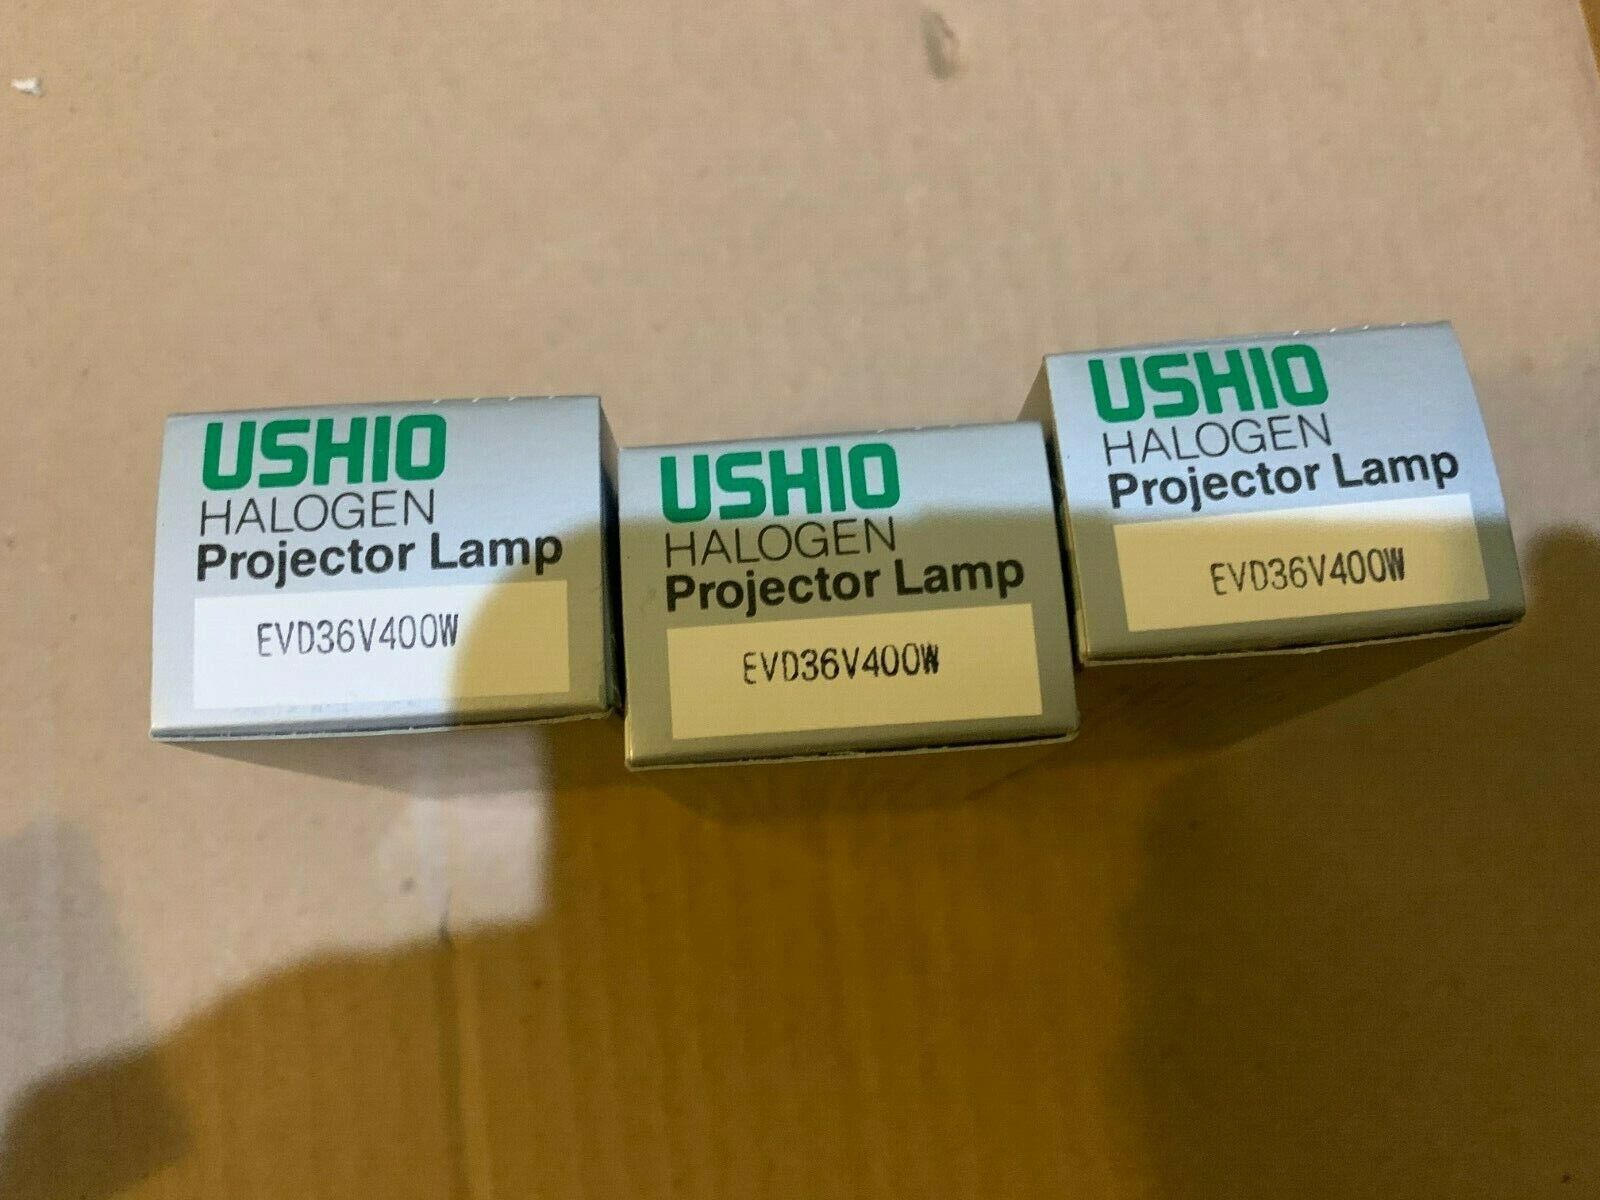 USHIO
HALOGEN
Projector Lamp
EVD36V400W
USHIO
HALOGEN
Projector Lamp
EVD36V400W
USHIO
HALOGEN
Projector Lamp
EVD36V400W